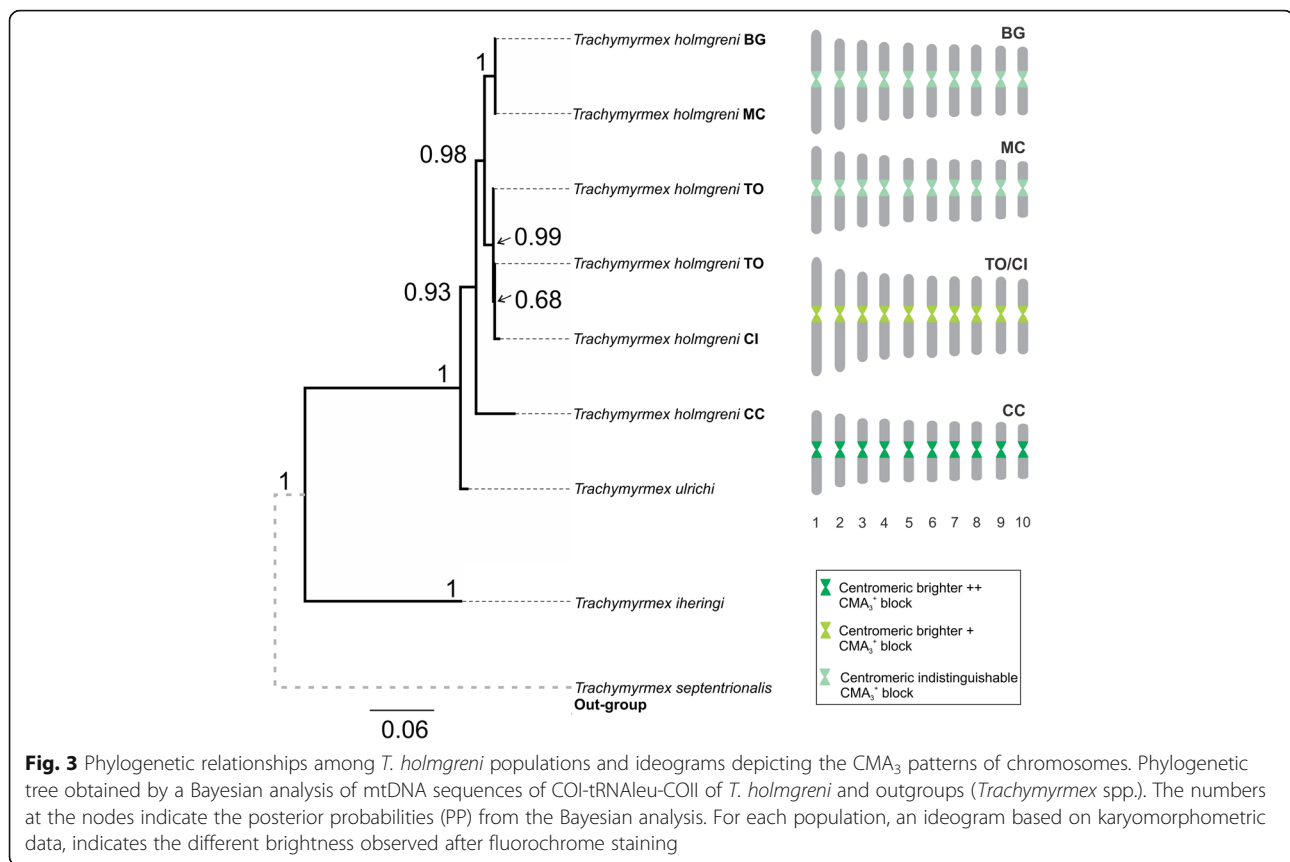 Trachymyrmex holmgreni BG
BG
1
Trachymyrmex holmgreni MC
MC
0.98
Trachymyrmex holmgreni TO
0.99
Trachymyrmex holmgreni TO
TO/CI
0.93
0.68
Trachymyrmex holmgreni CI
1
Trachymyrmex holmgreni CC
CC
1
Trachymyrmex ulrichi
1 2 3 4 5 6 7 8 9 10
1
Trachymyrmex iheringi
Trachymyrmex septentrionalis
Out-group
0.06
Centromeric brighter ++
CMA₃⁺ block
Centromeric brighter +
CMA₃⁺ block
Centromeric indistinguishable
CMA₃⁺ block
Fig. 3 Phylogenetic relationships among T. holmgreni populations and ideograms depicting the CMA₃ patterns of chromosomes. Phylogenetic
tree obtained by a Bayesian analysis of mtDNA sequences of COI-tRNAleu-COII of T. holmgreni and outgroups (Trachymyrmex spp.). The numbers
at the nodes indicate the posterior probabilities (PP) from the Bayesian analysis. For each population, an ideogram based on karyomorphometric
data, indicates the different brightness observed after fluorochrome staining